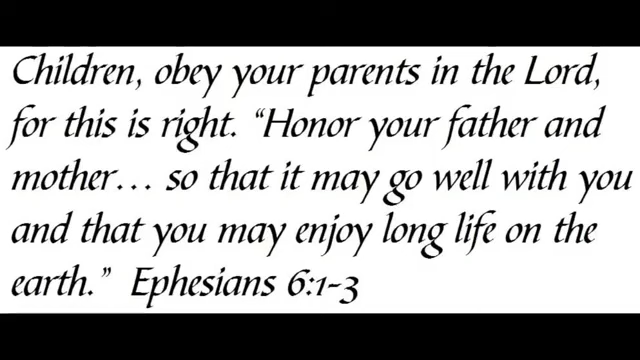 Children, obey your parents in the Lord,
for this is right. “Honor your father and
mother… so that it may go well with you
and that you may enjoy long life on the
earth.” Ephesians 6:1-3